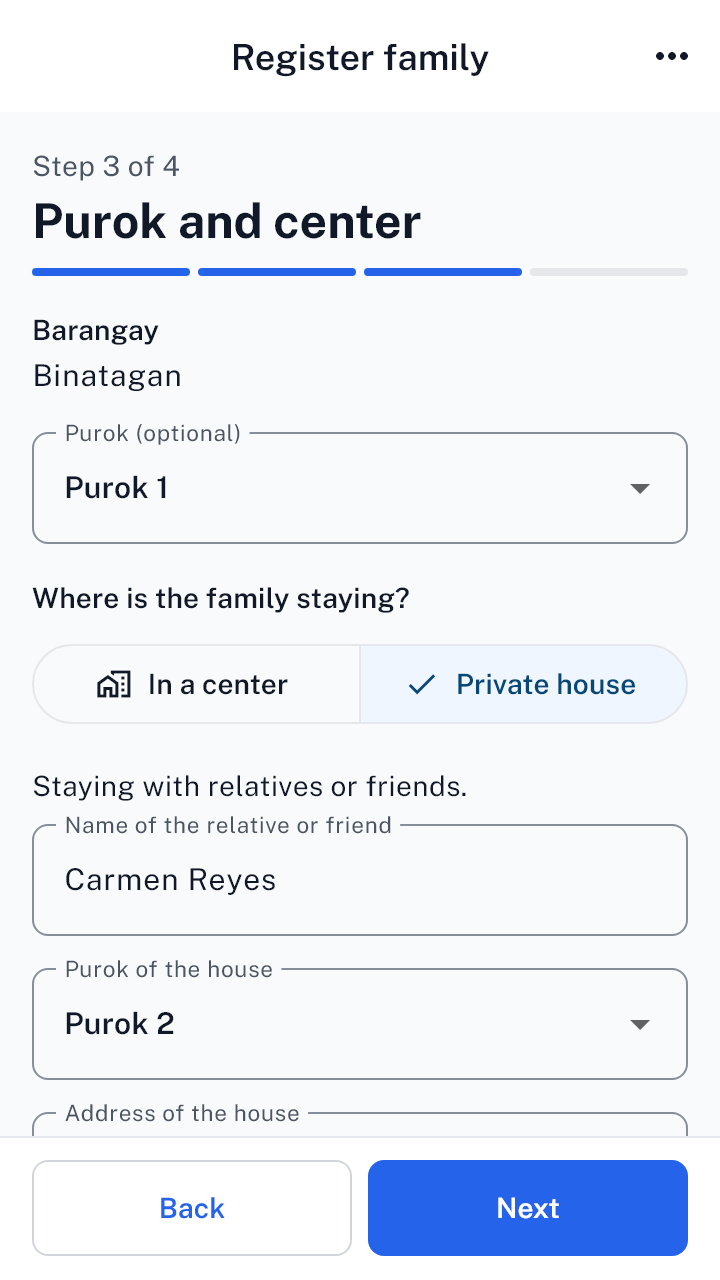 Register family
Step 3 of 4
Purok and center
Barangay
Binatagan
Purok (optional)
Purok 1
Where is the family staying?
In a center
Private house
Staying with relatives or friends.
Name of the relative or friend
Carmen Reyes
Purok of the house
Purok 2
Address of the house
Back
Next